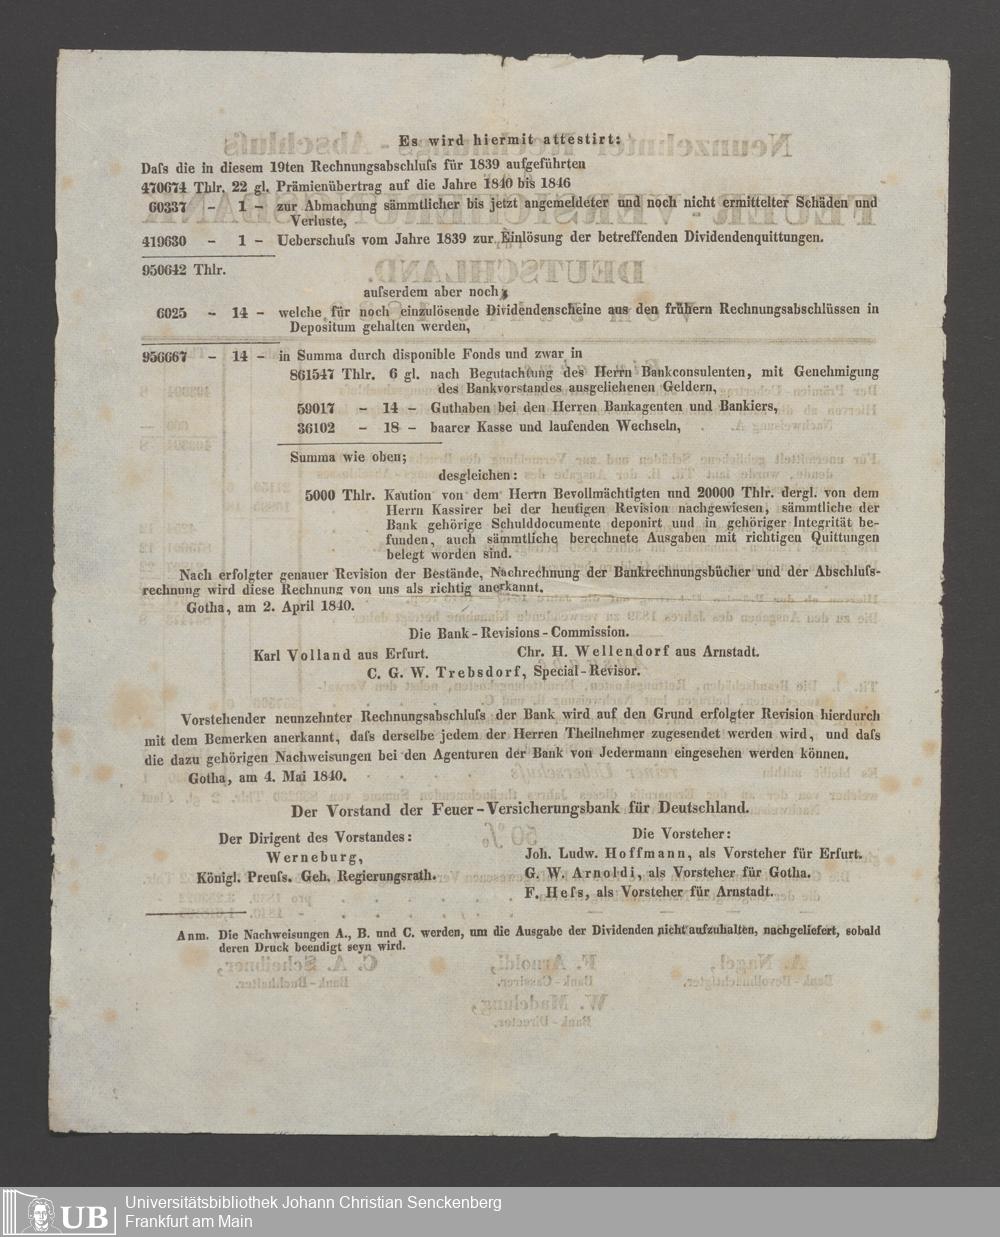 Es wird hiermit attestirt:
Daſs die in diesem 19ten Rechnungsabschluſs für 1839 aufgeführten
470674 Thlr. 22 gl. Prämienübertrag auf die Jahre 1840 bis 1846
60337 – 1 – zur Abmachung sämmtlicher bis jetzt angemeldeter und noch nicht ermittelter Schäden und
Verluste,
419630 – 1 – Ueberschuſs vom Jahre 1839 zur Einlösung der betreffenden Dividendenquittungen.
950642 Thlr.
auſserdem aber noch
6025 – 14 – welche für noch einzulösende Dividendenscheine aus den frühern Rechnungsabschlüssen in
Depositum gehalten werden,
956667 – 14 – in Summa durch disponible Fonds und zwar in
861547 Thlr. 6 gl. nach Begutachtung des Herrn Bankconsulenten, mit Genehmigung
des Bankvorstandes ausgeliehenen Geldern,
59017 – 14 – Guthaben bei den Herren Bankagenten und Bankiers,
36102 – 18 – baarer Kasse und laufenden Wechseln,
Summa wie oben;
desgleichen:
5000 Thlr. Kaution von dem Herrn Bevollmächtigten und 20000 Thlr. dergl. von dem
Herrn Kassirer bei der heutigen Revision nachgewiesen, sämmtliche der
Bank gehörige Schulddocumente deponirt und in gehöriger Integrität be-
funden, auch sämmtliche berechnete Ausgaben mit richtigen Quittungen
belegt worden sind.
Nach erfolgter genauer Revision der Bestände, Nachrechnung der Bankrechnungsbücher und der Abschluſs-
rechnung wird diese Rechnung von uns als richtig anerkannt.
Gotha, am 2. April 1840.
Die Bank-Revisions-Commission.
Karl Volland aus Erfurt. Chr. H. Wellendorf aus Arnstadt.
C. G. W. Trebsdorf, Special-Revisor.
Vorstehender neunzehnter Rechnungsabschluſs der Bank wird auf den Grund erfolgter Revision hierdurch
mit dem Bemerken anerkannt, daſs derselbe jedem der Herren Theilnehmer zugesendet werden wird, und daſs
die dazu gehörigen Nachweisungen bei den Agenturen der Bank von Jedermann eingesehen werden können.
Gotha, am 4. Mai 1840.
Der Vorstand der Feuer-Versicherungsbank für Deutschland.
Der Dirigent des Vorstandes:
Werneburg,
Königl. Preuſs. Geh. Regierungsrath.
Die Vorsteher:
Joh. Ludw. Hoffmann, als Vorsteher für Erfurt.
G. W. Arnoldi, als Vorsteher für Gotha.
F. Heſs, als Vorsteher für Arnstadt.
Anm. Die Nachweisungen A., B. und C. werden, um die Ausgabe der Dividenden nicht aufzuhalten, nachgeliefert, sobald
deren Druck beendigt seyn wird.
UB
Universitätsbibliothek Johann Christian Senckenberg
Frankfurt am Main